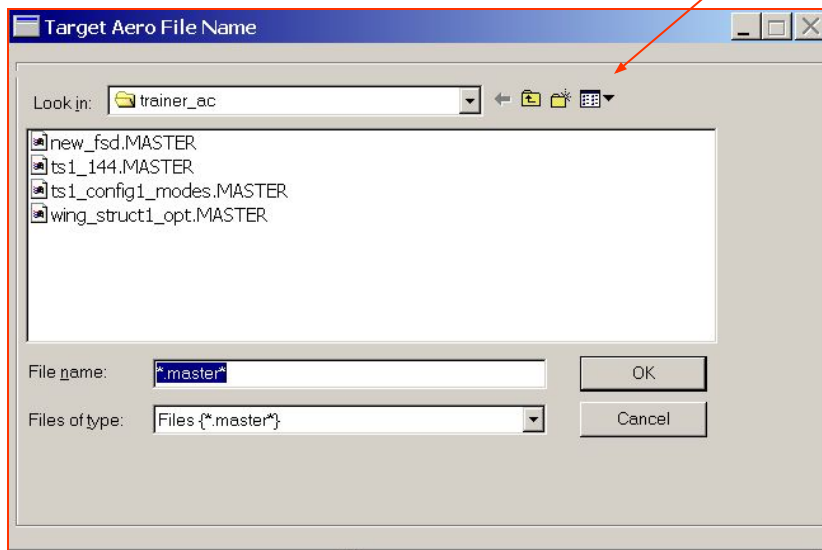 Target Aero File Name
Look in: trainer_ac
new_fsd.MASTER
ts1_144.MASTER
ts1_config1_modes.MASTER
wing_struct1_opt.MASTER
File name: *.master*
OK
Files of type: Files {*.master*}
Cancel